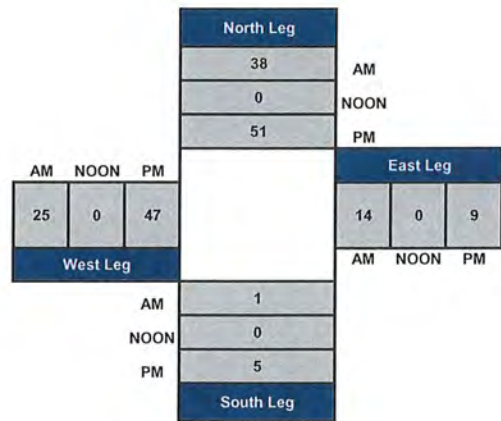 North Leg
38 AM
0 NOON
51 PM
AM NOON PM
East Leg
25 0 47
14 0 9
West Leg
AM NOON PM
AM 1
NOON 0
PM 5
South Leg